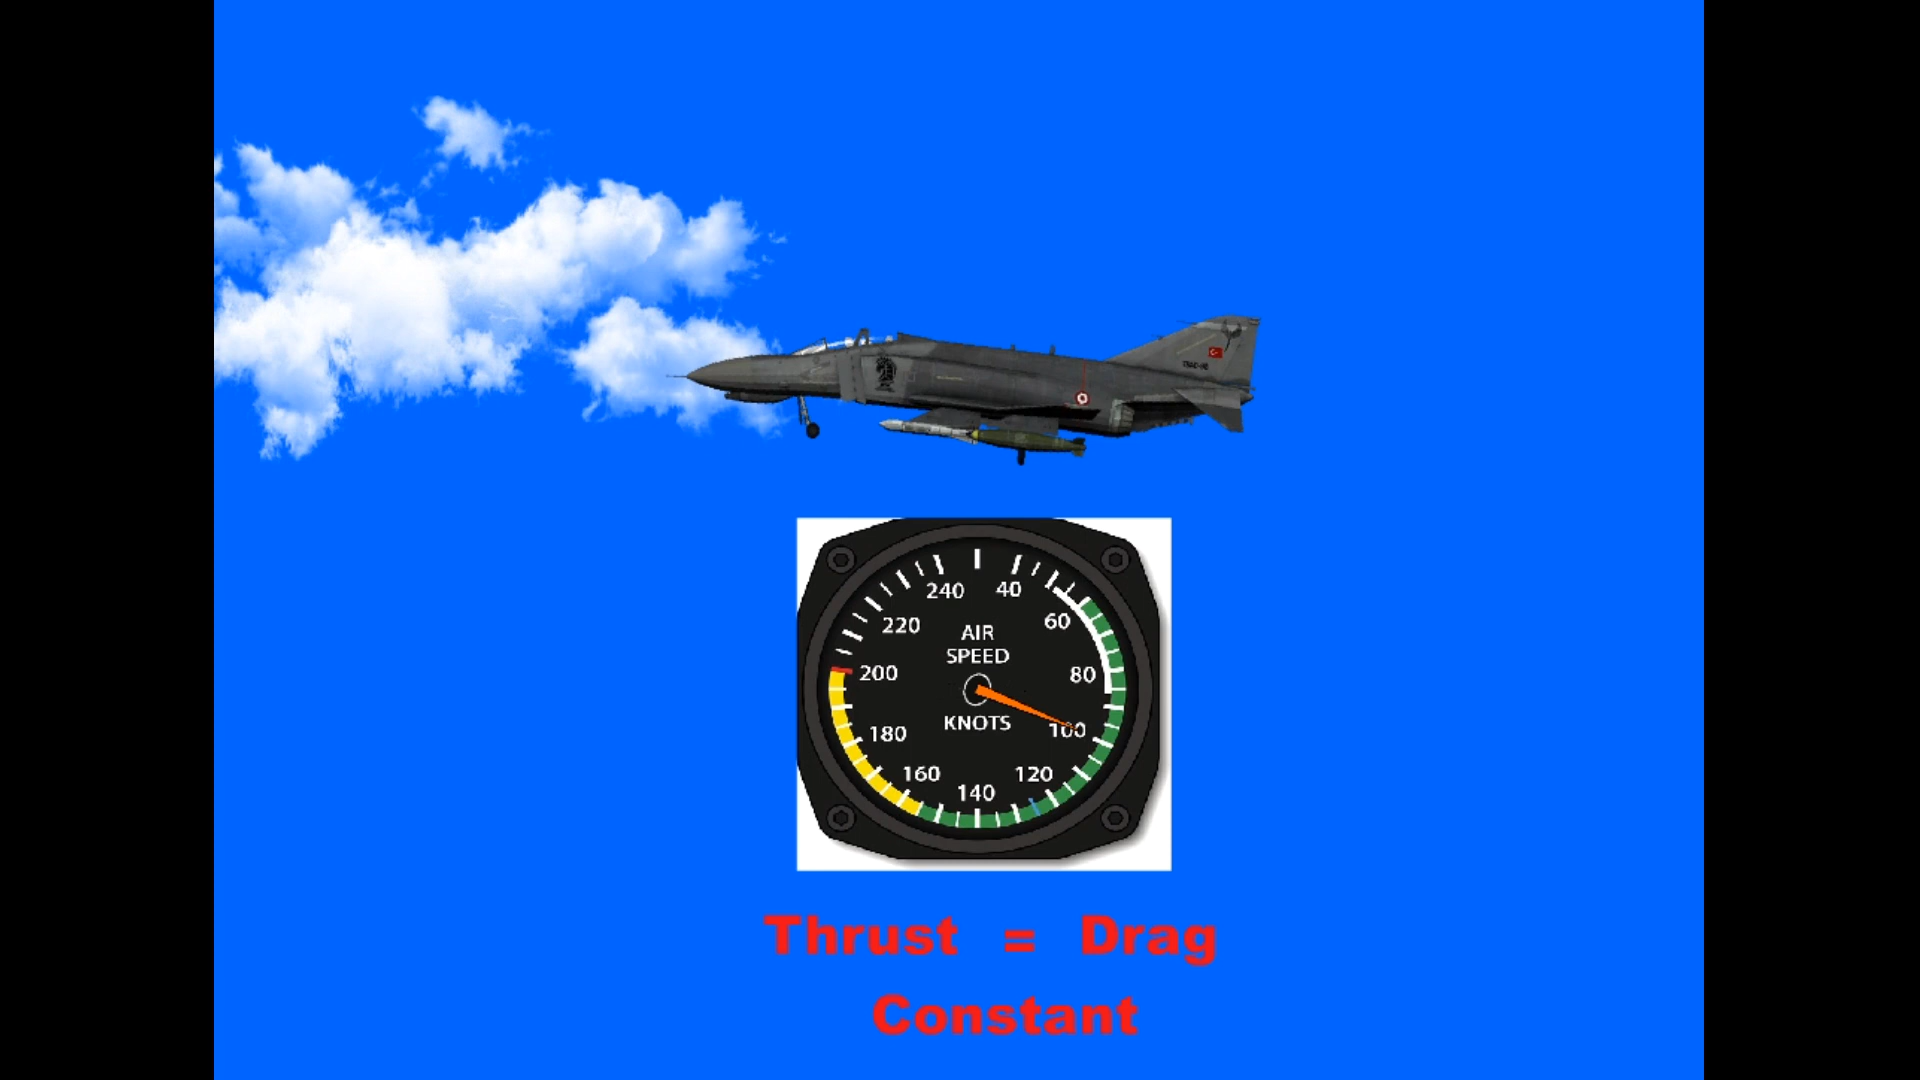 240 40
220 60
AIR
SPEED
200 80
KNOTS
180 100
160 120
140
Thrust = Drag
Constant